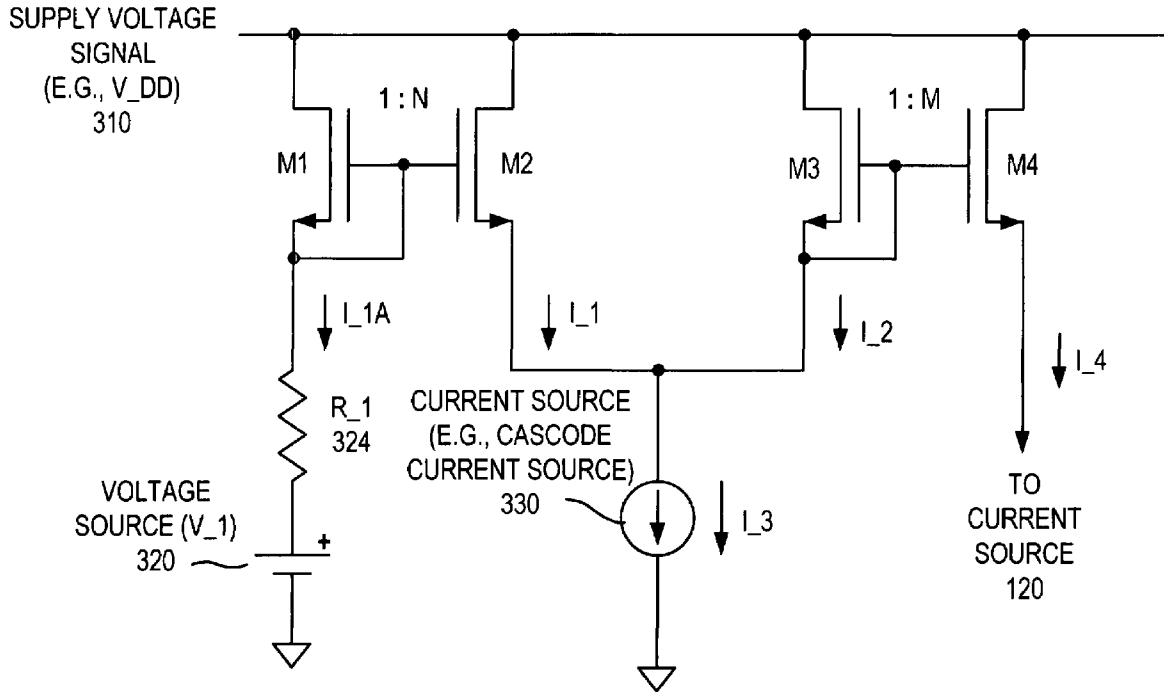 SUPPLY VOLTAGE
SIGNAL
(E.G., V_DD)
310
1 : N
1 : M
M1
M2
M3
M4
I_1A
I_1
I_2
I_4
R_1
324
CURRENT SOURCE
(E.G., CASCODE
CURRENT SOURCE)
330
I_3
VOLTAGE
SOURCE (V_1)
320
+
TO
CURRENT
SOURCE
120